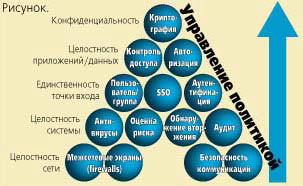 Рисунок.
Конфиденциальность
Крипто-
графия
Целостность
приложений/данных
Контроль
доступа
Авто-
ризация
Единственность
точки входа
Пользо-
ватель/
группа
SSO
Аутен-
тифика-
ция
Целостность
системы
Анти-
вирусы
Оценка
риска
Обнару-
жение втор-
жения
Аудит
Целостность
сети
Межсетевые экраны
(firewalls)
Безопасность
коммуникаций
Управление политикой